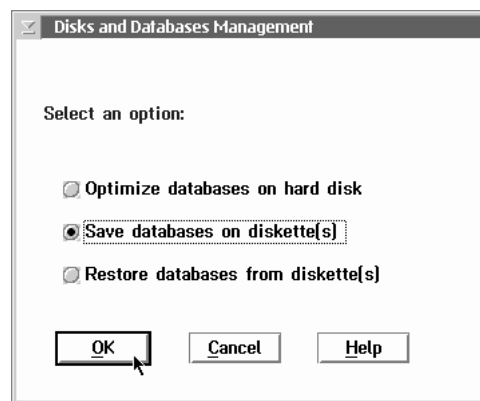 Disks and Databases Management
Select an option:
Optimize databases on hard disk
Save databases on diskette(s)
Restore databases from diskette(s)
OK Cancel Help